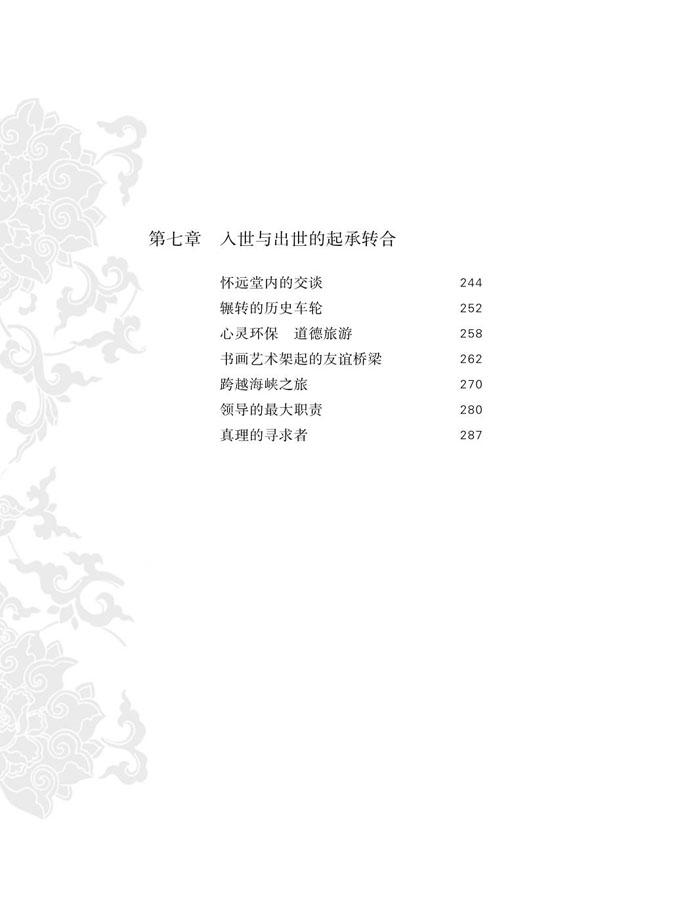 第七章　入世与出世的起承转合
怀远堂内的交谈 244
辗转的历史车轮 252
心灵环保　道德旅游 258
书画艺术架起的友谊桥梁 262
跨越海峡之旅 270
领导的最大职责 280
真理的寻求者 287